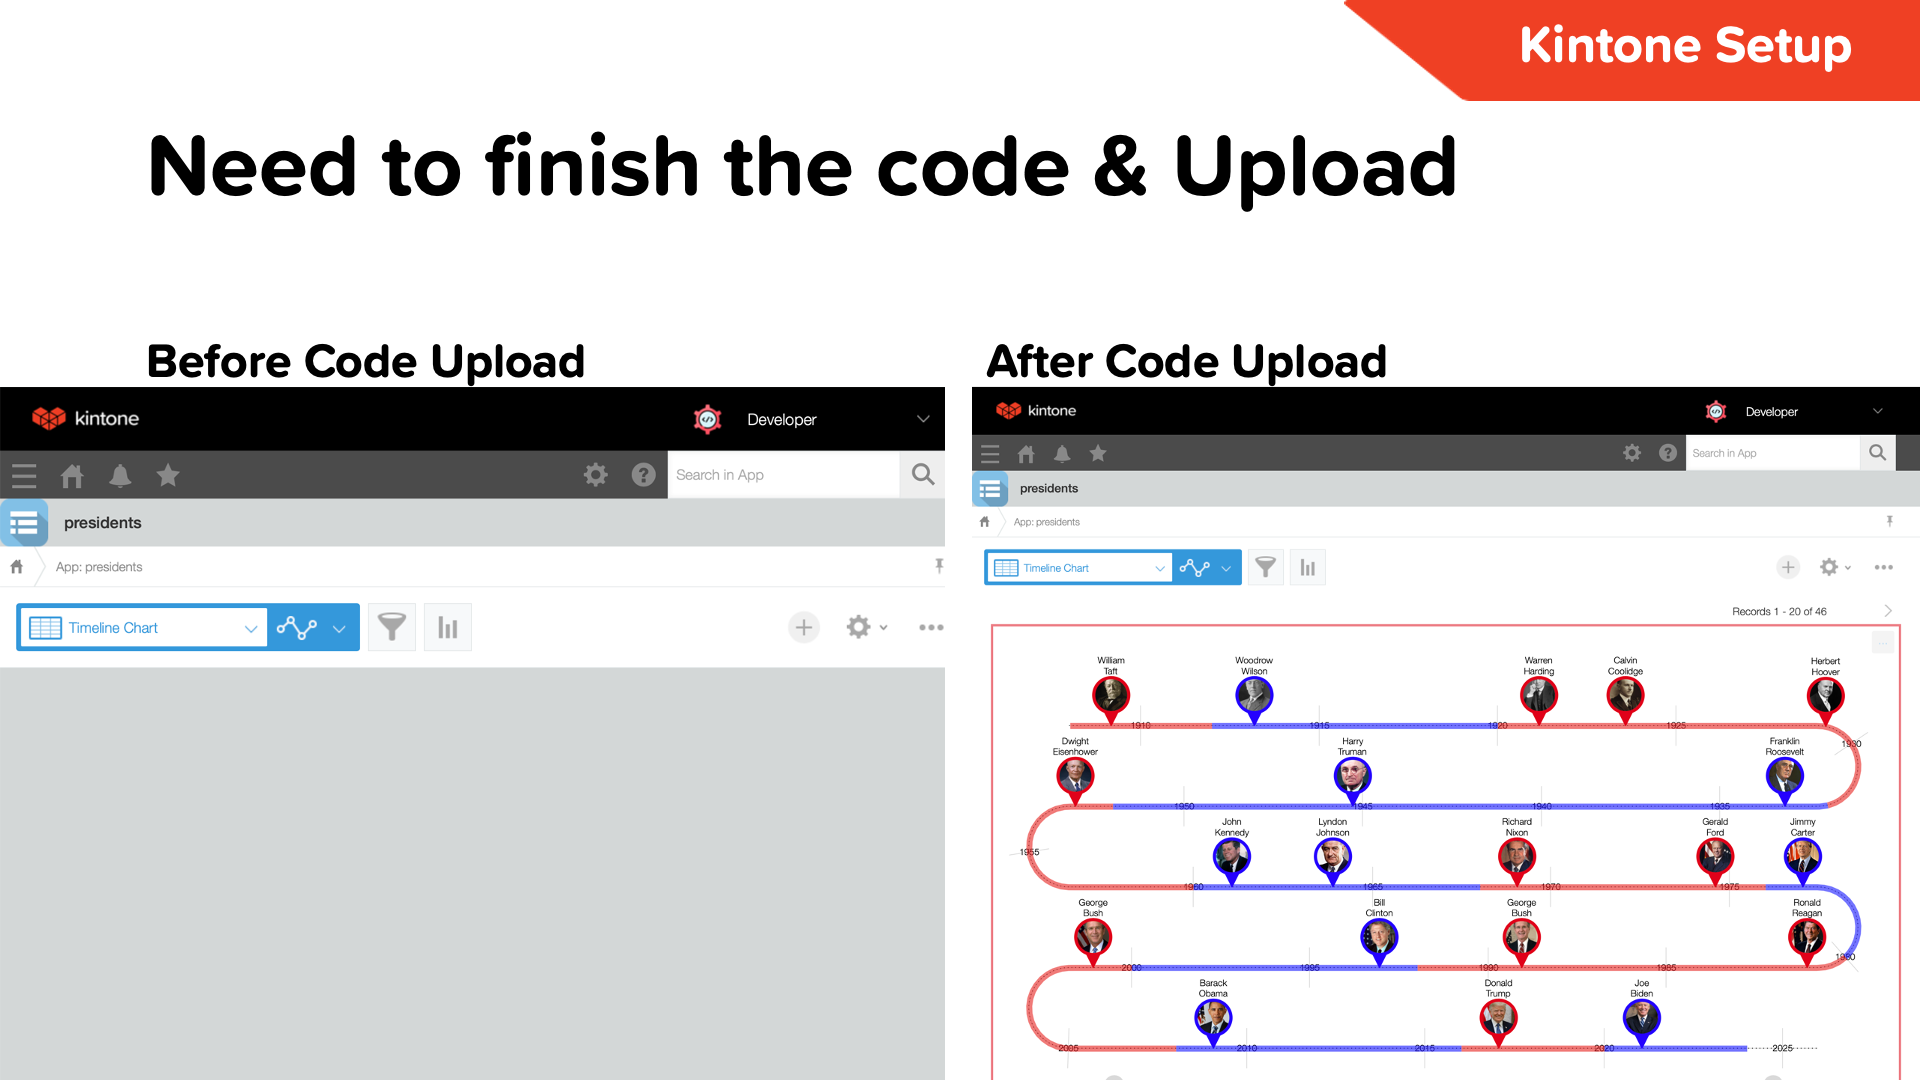 Kintone Setup
Need to finish the code & Upload
Before Code Upload
kintone
Developer
Search in App
presidents
App: presidents
Timeline Chart
After Code Upload
kintone
Developer
Search in App
presidents
App: presidents
Timeline Chart
Records 1 - 20 of 46
William
Taft
Woodrow
Wilson
Warren
Harding
Calvin
Coolidge
Herbert
Hoover
1910
1915
1920
1925
1930
Dwight
Eisenhower
Harry
Truman
Franklin
Roosevelt
1950
1945
1940
1935
1955
John
Kennedy
Lyndon
Johnson
Richard
Nixon
Gerald
Ford
Jimmy
Carter
1960
1965
1970
1975
1980
George
Bush
Bill
Clinton
George
Bush
Ronald
Reagan
2000
1995
1990
1985
Barack
Obama
Donald
Trump
Joe
Biden
2005
2010
2015
2020
2025